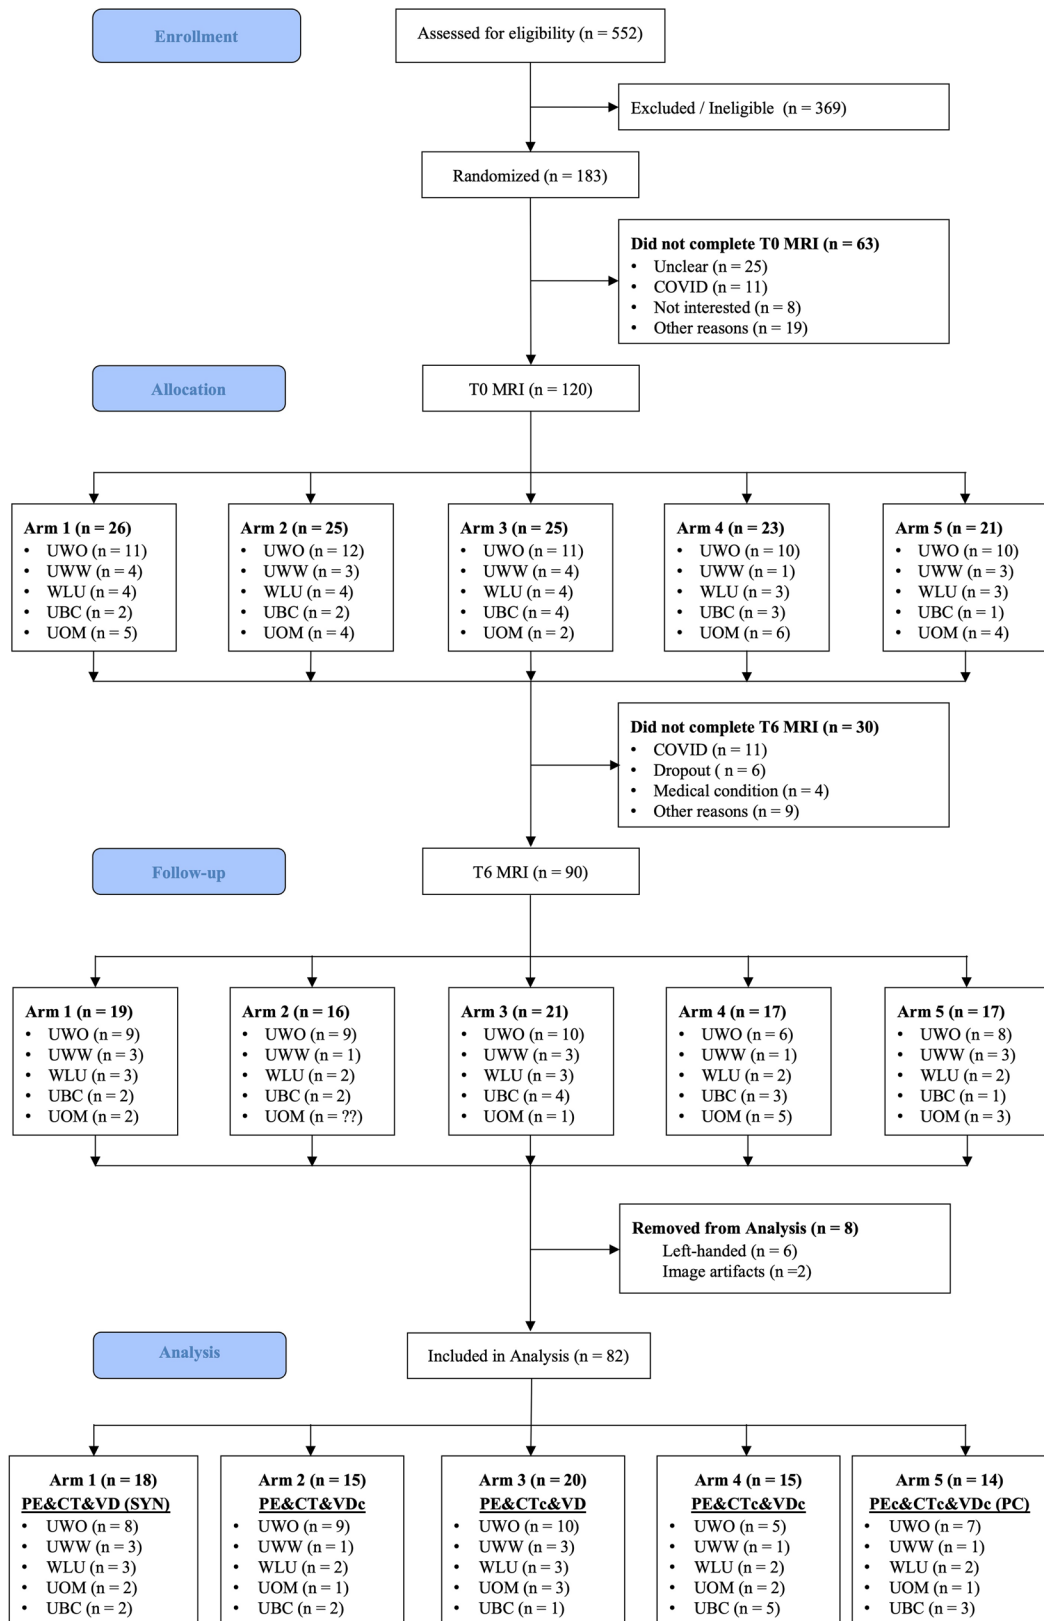 Enrollment
Assessed for eligibility (n = 552)
Excluded / Ineligible (n = 369)
Randomized (n = 183)
Did not complete T0 MRI (n = 63)
• Unclear (n = 25)
• COVID (n = 11)
• Not interested (n = 8)
• Other reasons (n = 19)
Allocation
T0 MRI (n = 120)
Arm 1 (n = 26)
• UWO (n = 11)
• UWW (n = 4)
• WLU (n = 4)
• UBC (n = 2)
• UOM (n = 5)
Arm 2 (n = 25)
• UWO (n = 12)
• UWW (n = 3)
• WLU (n = 4)
• UBC (n = 2)
• UOM (n = 4)
Arm 3 (n = 25)
• UWO (n = 11)
• UWW (n = 4)
• WLU (n = 4)
• UBC (n = 4)
• UOM (n = 2)
Arm 4 (n = 23)
• UWO (n = 10)
• UWW (n = 1)
• WLU (n = 3)
• UBC (n = 3)
• UOM (n = 6)
Arm 5 (n = 21)
• UWO (n = 10)
• UWW (n = 3)
• WLU (n = 3)
• UBC (n = 1)
• UOM (n = 4)
Did not complete T6 MRI (n = 30)
• COVID (n = 11)
• Dropout ( n = 6)
• Medical condition (n = 4)
• Other reasons (n = 9)
Follow-up
T6 MRI (n = 90)
Arm 1 (n = 19)
• UWO (n = 9)
• UWW (n = 3)
• WLU (n = 3)
• UBC (n = 2)
• UOM (n = 2)
Arm 2 (n = 16)
• UWO (n = 9)
• UWW (n = 1)
• WLU (n = 2)
• UBC (n = 2)
• UOM (n = ??)
Arm 3 (n = 21)
• UWO (n = 10)
• UWW (n = 3)
• WLU (n = 3)
• UBC (n = 4)
• UOM (n = 1)
Arm 4 (n = 17)
• UWO (n = 6)
• UWW (n = 1)
• WLU (n = 2)
• UBC (n = 3)
• UOM (n = 5)
Arm 5 (n = 17)
• UWO (n = 8)
• UWW (n = 3)
• WLU (n = 2)
• UBC (n = 1)
• UOM (n = 3)
Removed from Analysis (n = 8)
Left-handed (n = 6)
Image artifacts (n =2)
Analysis
Included in Analysis (n = 82)
Arm 1 (n = 18)
PE&CT&VD (SYN)
• UWO (n = 8)
• UWW (n = 3)
• WLU (n = 3)
• UOM (n = 2)
• UBC (n = 2)
Arm 2 (n = 15)
PE&CT&VDc
• UWO (n = 9)
• UWW (n = 1)
• WLU (n = 2)
• UOM (n = 1)
• UBC (n = 2)
Arm 3 (n = 20)
PE&CTc&VD
• UWO (n = 10)
• UWW (n = 3)
• WLU (n = 3)
• UOM (n = 3)
• UBC (n = 1)
Arm 4 (n = 15)
PE&CTc&VDc
• UWO (n = 5)
• UWW (n = 1)
• WLU (n = 2)
• UOM (n = 2)
• UBC (n = 5)
Arm 5 (n = 14)
PEc&CTc&VDc (PC)
• UWO (n = 7)
• UWW (n = 1)
• WLU (n = 2)
• UOM (n = 1)
• UBC (n = 3)